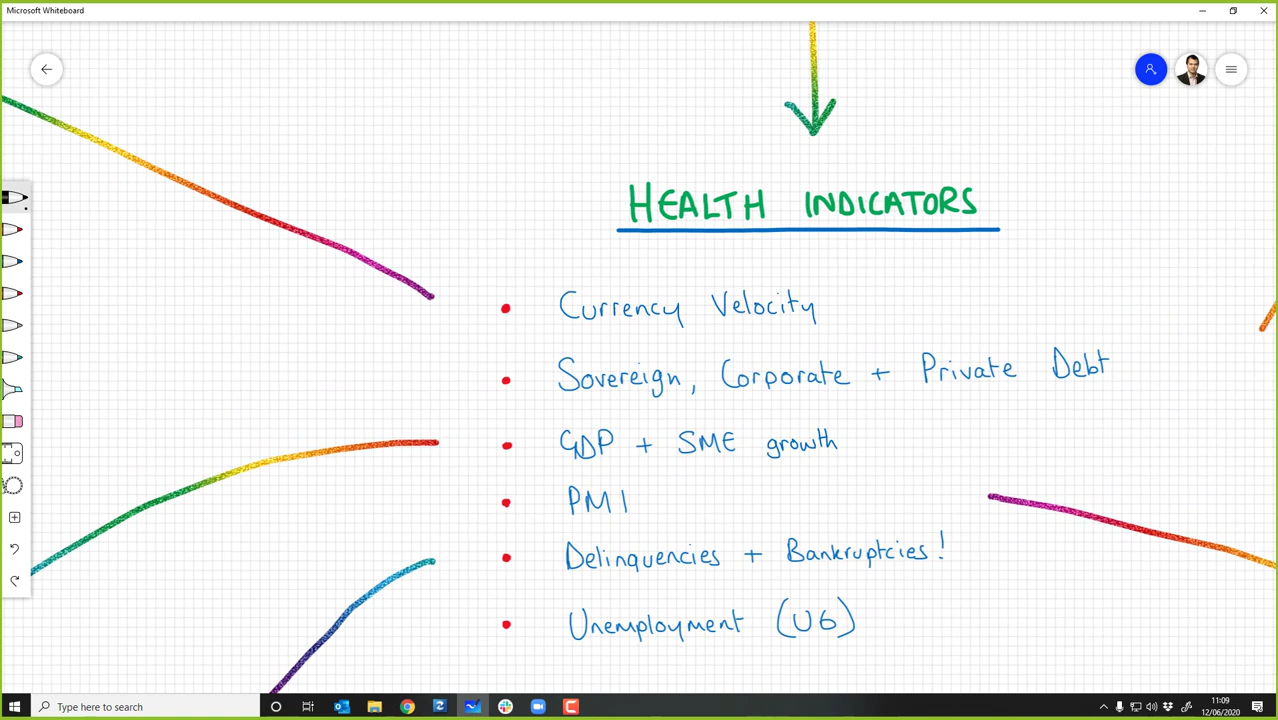 Microsoft Whiteboard
HEALTH INDICATORS
• Currency Velocity
• Sovereign, Corporate + Private Debt
• GDP + SME growth
• PMI
• Delinquencies + Bankruptcies!
• Unemployment (U6)
Type here to search
11:09
12/06/2020